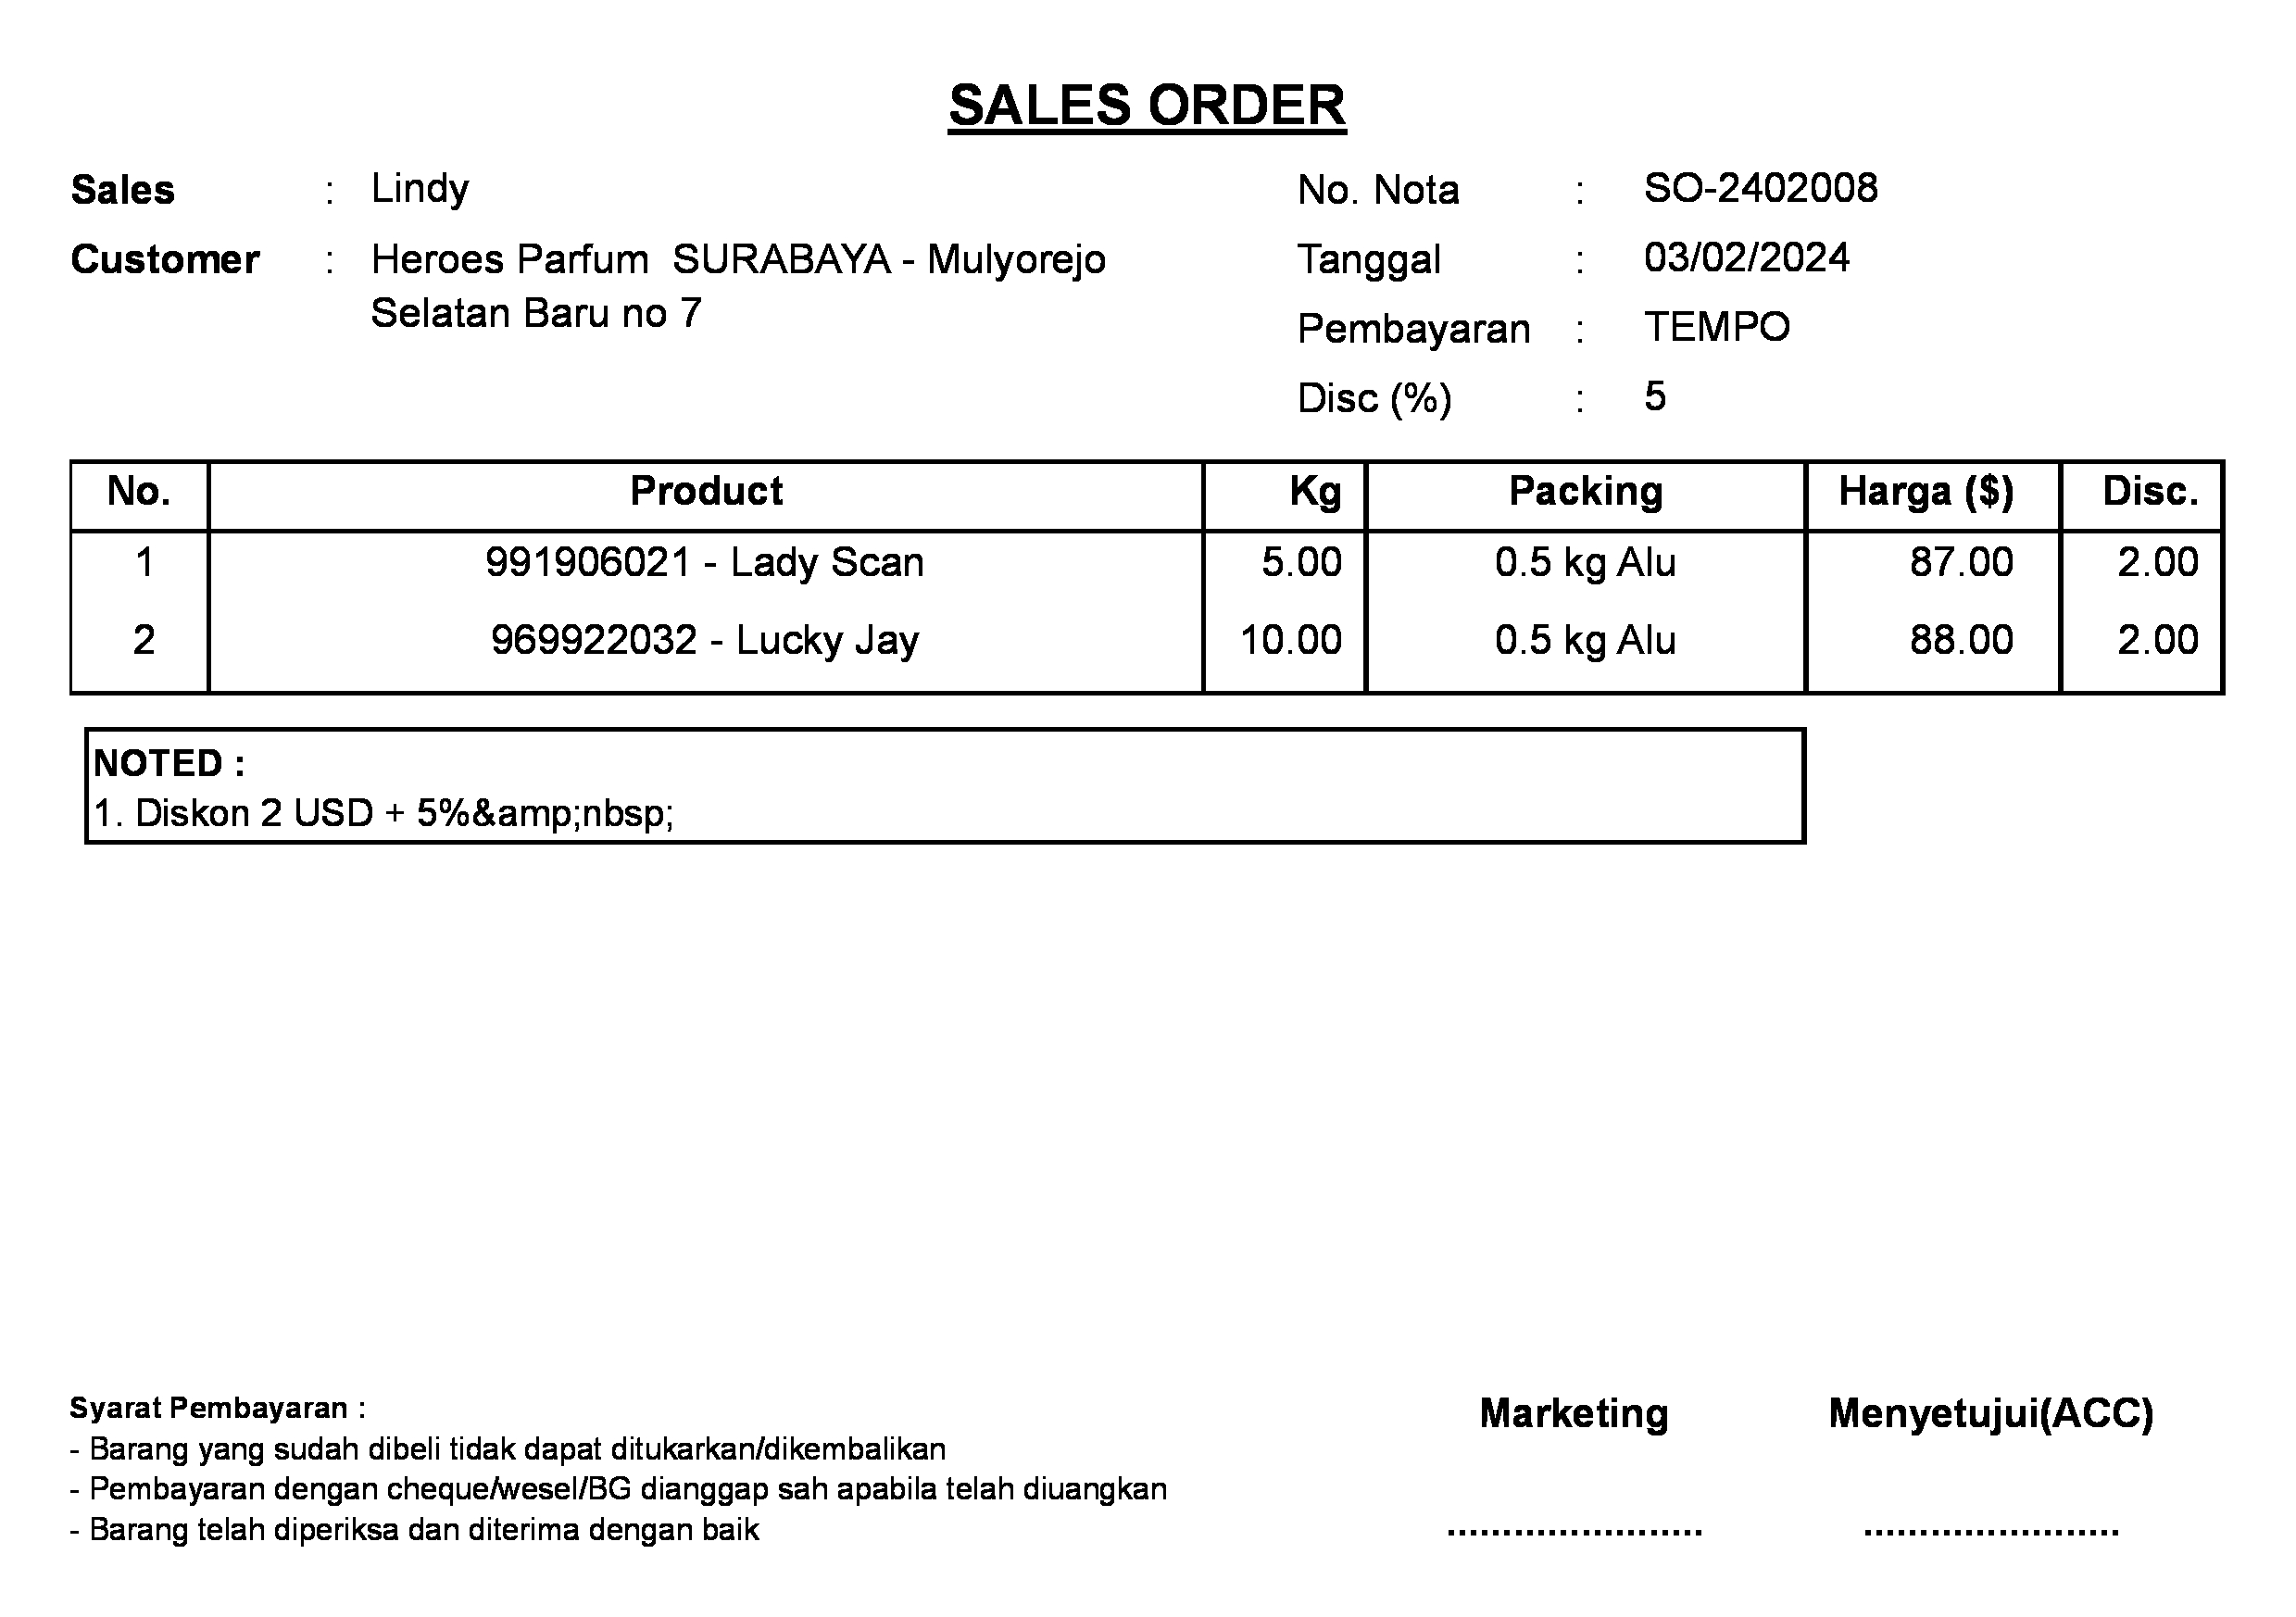 SALES ORDER
Sales : Lindy
No. Nota : SO-2402008
Customer : Heroes Parfum SURABAYA - Mulyorejo
Selatan Baru no 7
Tanggal : 03/02/2024
Pembayaran : TEMPO
Disc (%) : 5
No. Product Kg Packing Harga ($) Disc.
1 991906021 - Lady Scan 5.00 0.5 kg Alu 87.00 2.00
2 969922032 - Lucky Jay 10.00 0.5 kg Alu 88.00 2.00
NOTED :
1. Diskon 2 USD + 5%&amp;nbsp;
Syarat Pembayaran :
- Barang yang sudah dibeli tidak dapat ditukarkan/dikembalikan
- Pembayaran dengan cheque/wesel/BG dianggap sah apabila telah diuangkan
- Barang telah diperiksa dan diterima dengan baik
Marketing Menyetujui(ACC)
....................... .......................